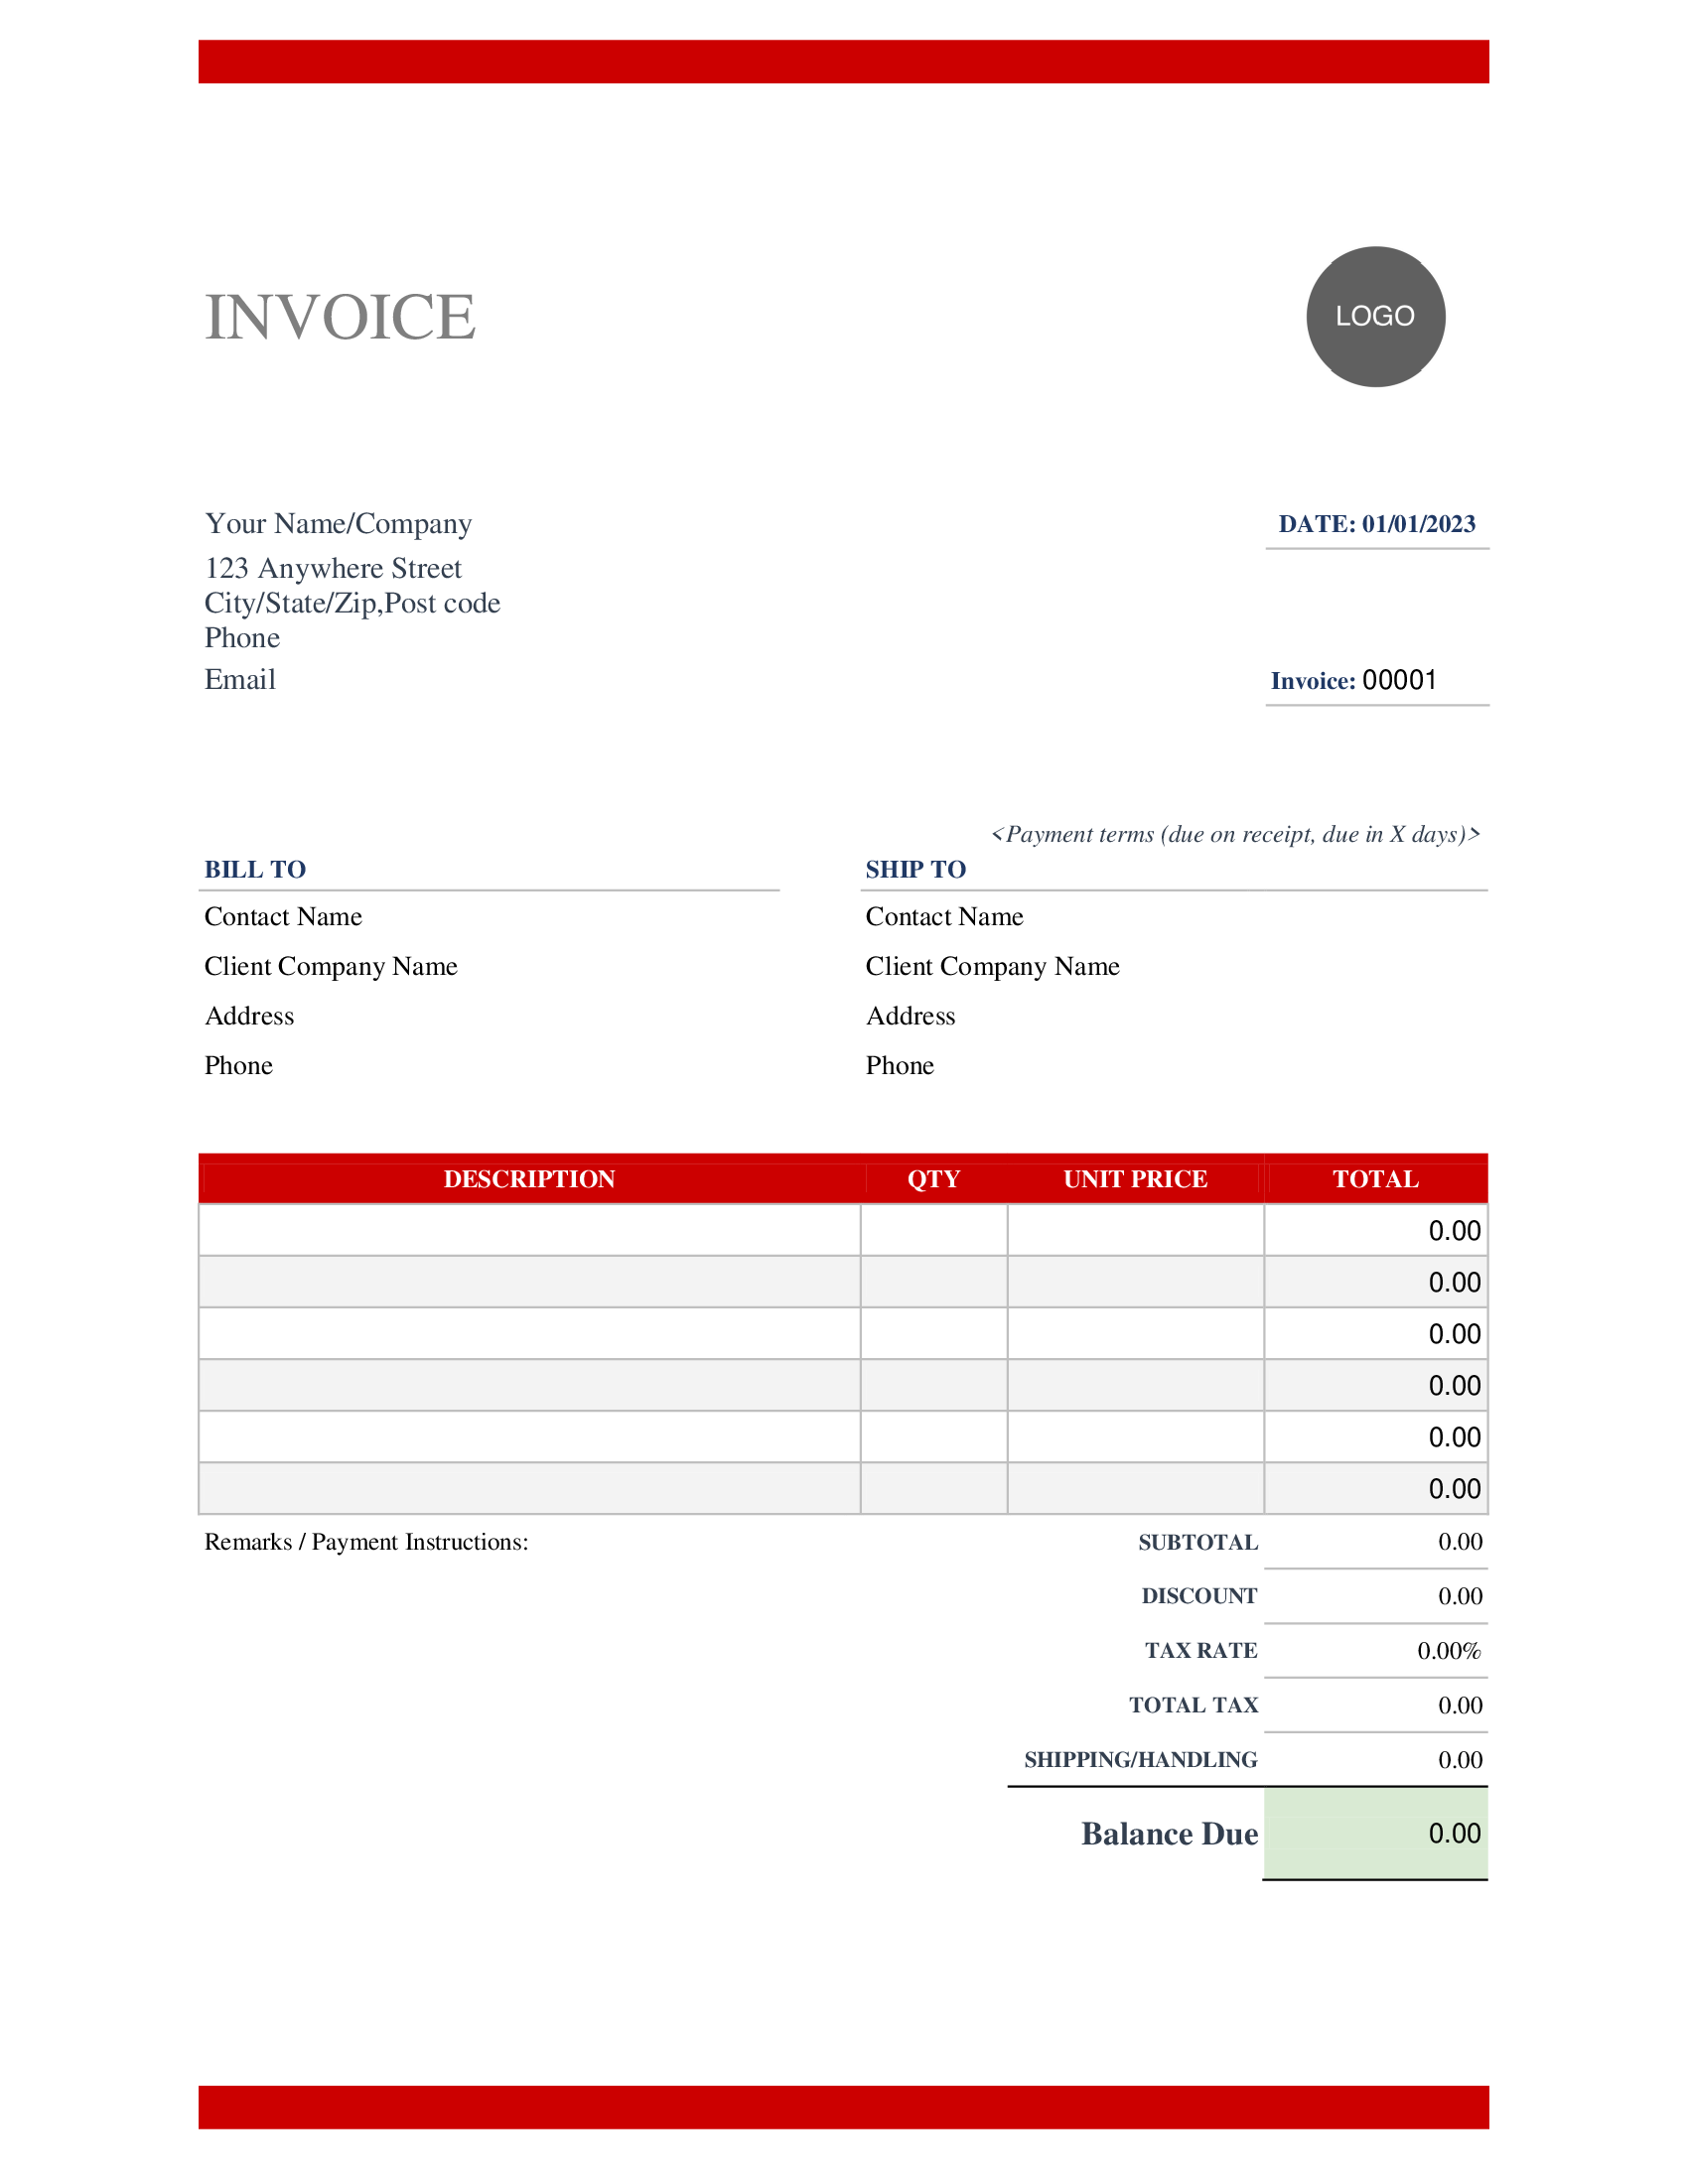 INVOICE
LOGO
Your Name/Company
DATE: 01/01/2023
123 Anywhere Street
City/State/Zip,Post code
Phone
Email
Invoice: 00001
<Payment terms (due on receipt, due in X days)>
BILL TO
SHIP TO
Contact Name
Contact Name
Client Company Name
Client Company Name
Address
Address
Phone
Phone
DESCRIPTION QTY UNIT PRICE TOTAL
0.00
0.00
0.00
0.00
0.00
0.00
Remarks / Payment Instructions:
SUBTOTAL 0.00
DISCOUNT 0.00
TAX RATE 0.00%
TOTAL TAX 0.00
SHIPPING/HANDLING 0.00
Balance Due 0.00